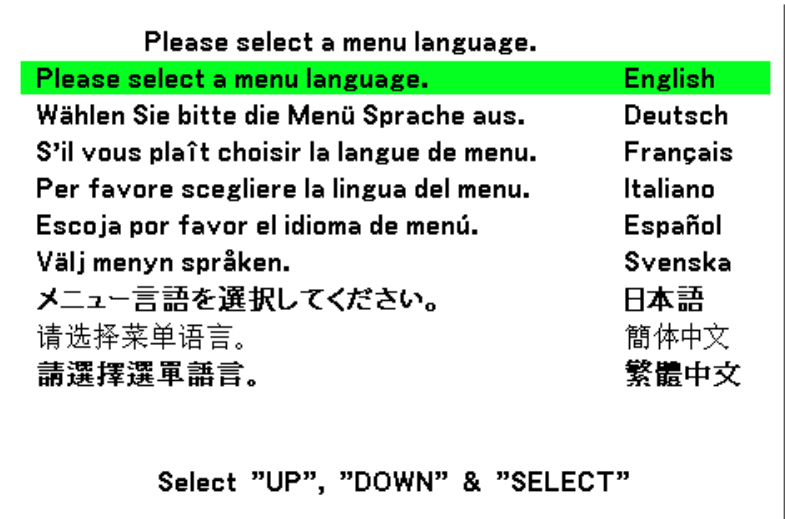 Please select a menu language.
Please select a menu language. English
Wählen Sie bitte die Menü Sprache aus. Deutsch
S'il vous plaît choisir la langue de menu. Français
Per favore scegliere la lingua del menu. Italiano
Escoja por favor el idioma de menú. Español
Välj menyn språken. Svenska
メニュー言語を選択してください。 日本語
请选择菜单语言。 簡体中文
請選擇選單語言。 繁體中文
Select "UP", "DOWN" & "SELECT"